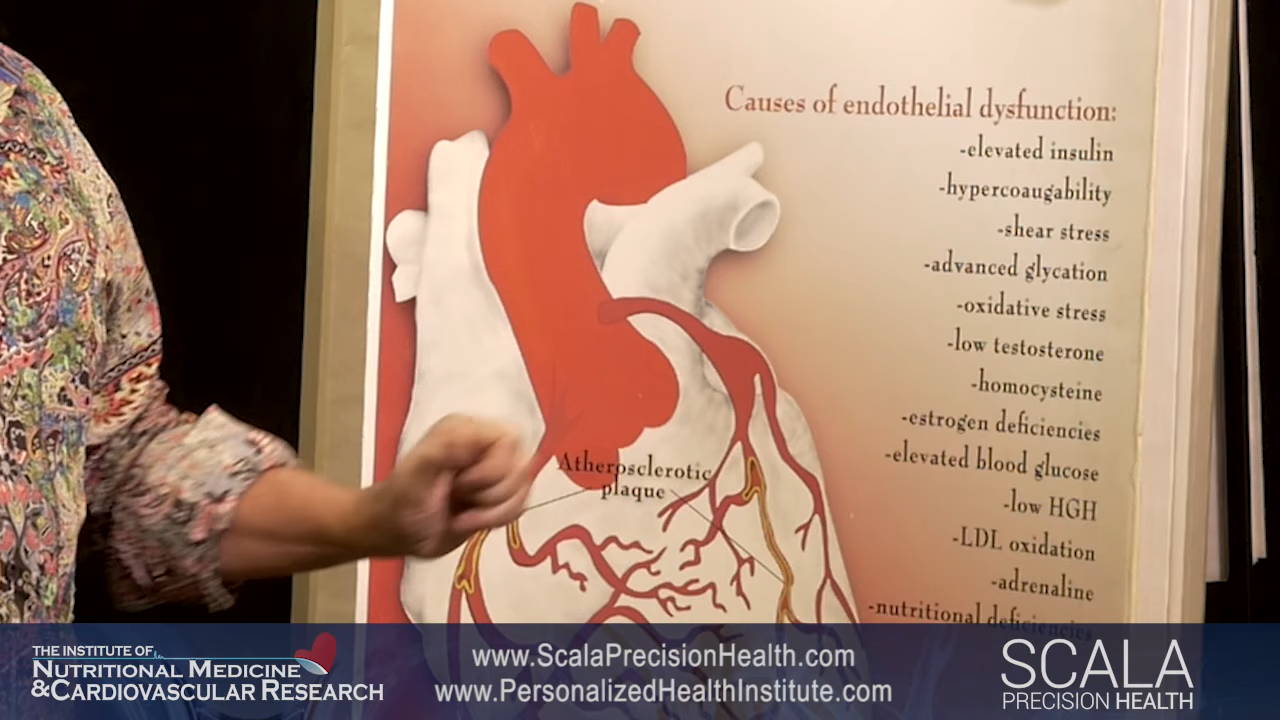 Causes of endothelial dysfunction:
-elevated insulin
-hypercoaugability
-shear stress
-advanced glycation
-oxidative stress
-low testosterone
-homocysteine
-estrogen deficiencies
-elevated blood glucose
-low HGH
-LDL oxidation
-adrenaline
-nutritional deficiencies
Atherosclerotic
plaque
THE INSTITUTE OF
NUTRITIONAL MEDICINE
&CARDIOVASCULAR RESEARCH
www.ScalaPrecisionHealth.com
www.PersonalizedHealthInstitute.com
SCALA
PRECISION HEALTH